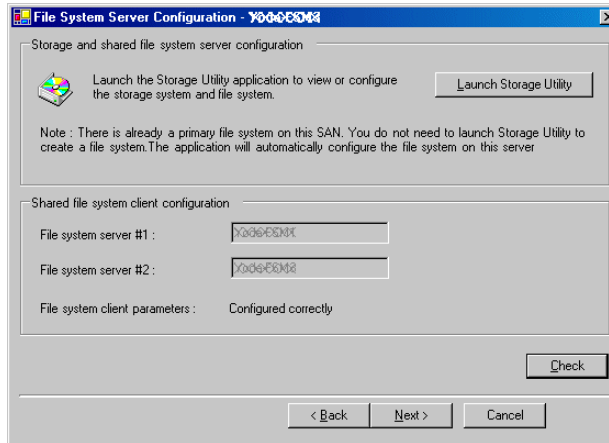 File System Server Configuration -
Storage and shared file system server configuration
Launch the Storage Utility application to view or configure
the storage system and file system.
Launch Storage Utility
Note : There is already a primary file system on this SAN. You do not need to launch Storage Utility to
create a file system.The application will automatically configure the file system on this server
Shared file system client configuration
File system server #1 :
File system server #2 :
File system client parameters : Configured correctly
Check
< Back Next > Cancel